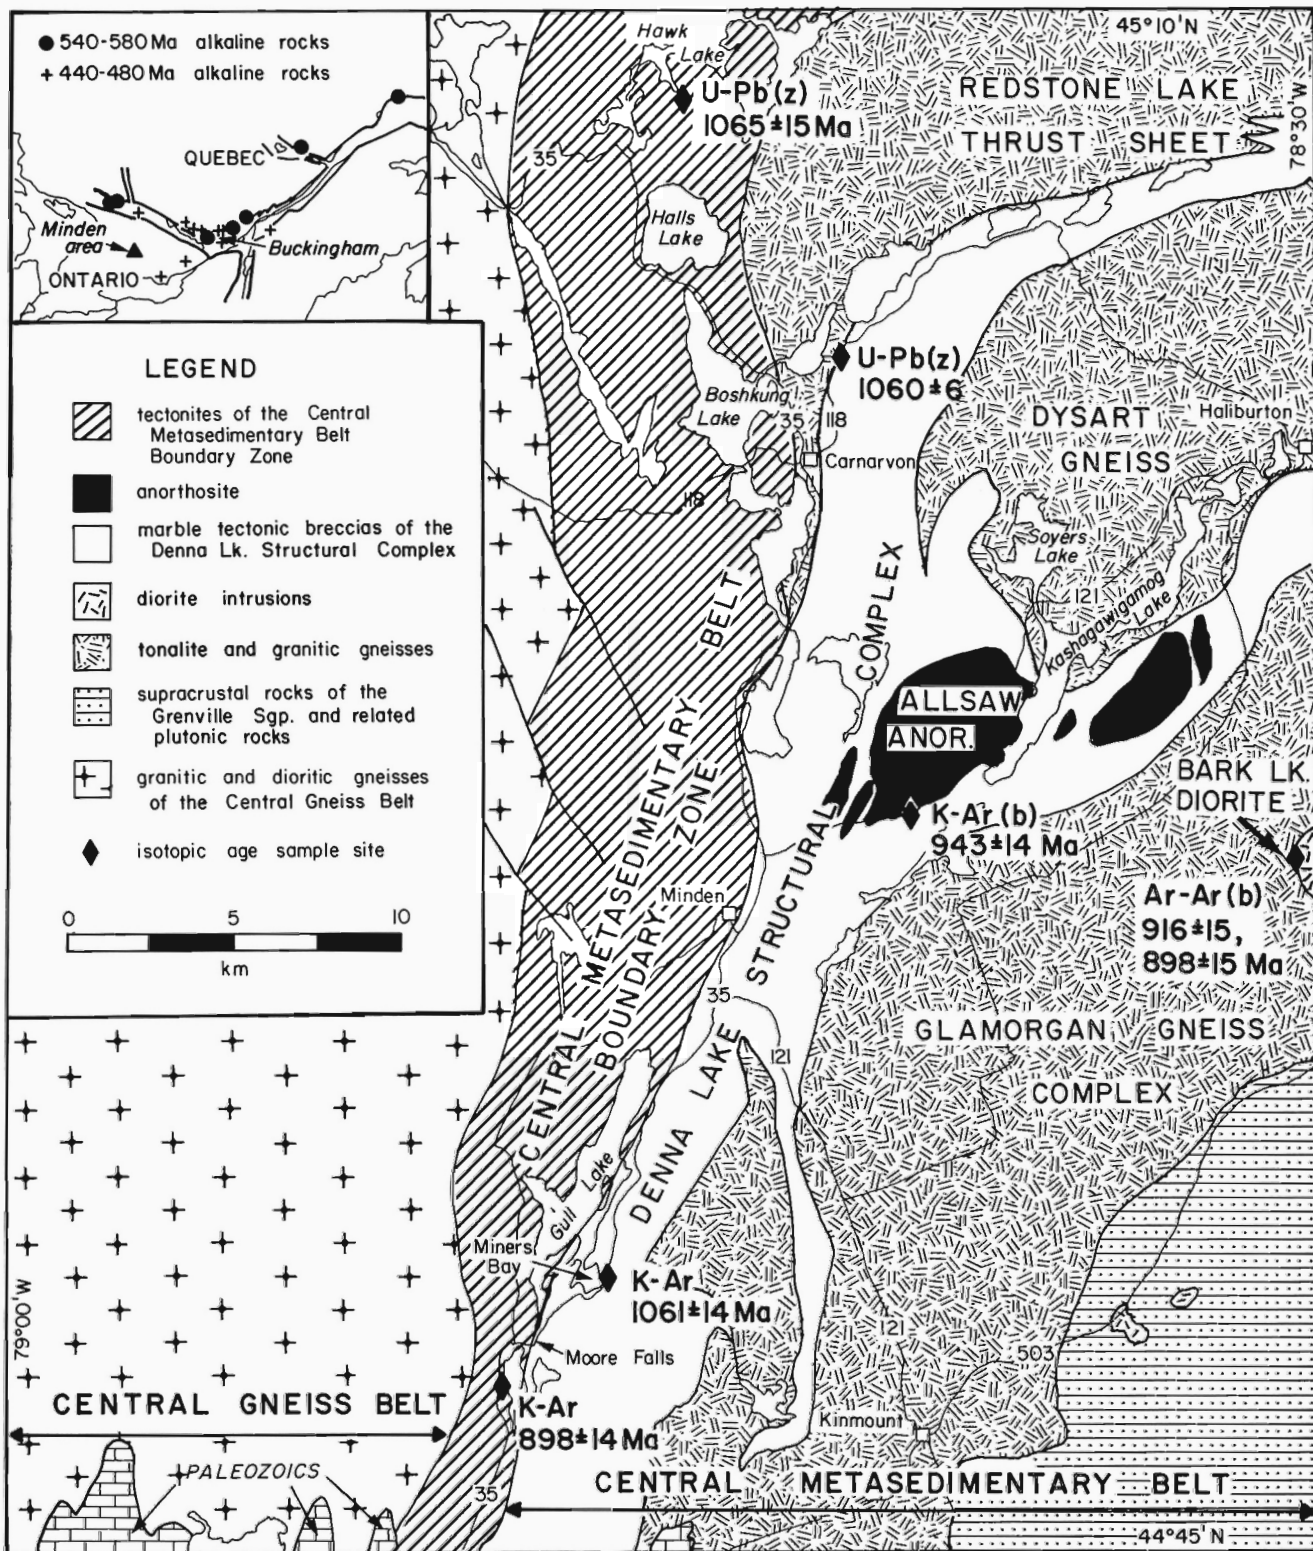 540-580 Ma alkaline rocks
440-480 Ma alkaline rocks
QUEBEC
Minden
area
Buckingham
ONTARIO
LEGEND
tectonites of the Central
Metasedimentary Belt
Boundary Zone
anorthosite
marble tectonic breccias of the
Denna Lk. Structural Complex
diorite intrusions
tonalite and granitic gneisses
supracrustal rocks of the
Grenville Sgp. and related
plutonic rocks
granitic and dioritic gneisses
of the Central Gneiss Belt
isotopic age sample site
0 5 10
km
45°10'N
78°30'W
Hawk
Lake
U-Pb(z)
1065±15 Ma
REDSTONE LAKE
THRUST SHEET
35
Halls
Lake
U-Pb(z)
1060±6
Boshkung
Lake
35
118
Carnarvon
118
DYSART
GNEISS
Haliburton
Soyers
Lake
121
Kashagawigamog
Lake
CENTRAL METASEDIMENTARY BELT
BOUNDARY ZONE
DENNA LAKE STRUCTURAL COMPLEX
ALLSAW
ANOR.
BARK LK.
DIORITE
K-Ar (b)
943±14 Ma
Ar-Ar (b)
916±15,
898±15 Ma
Minden
35
121
GLAMORGAN GNEISS
COMPLEX
Gull Lake
Miners
Bay
K-Ar
1061±14 Ma
121
503
Moore Falls
79°00'W
K-Ar
898±14 Ma
Kinmount
CENTRAL GNEISS BELT
PALEOZOICS
35
CENTRAL METASEDIMENTARY BELT
44°45'N